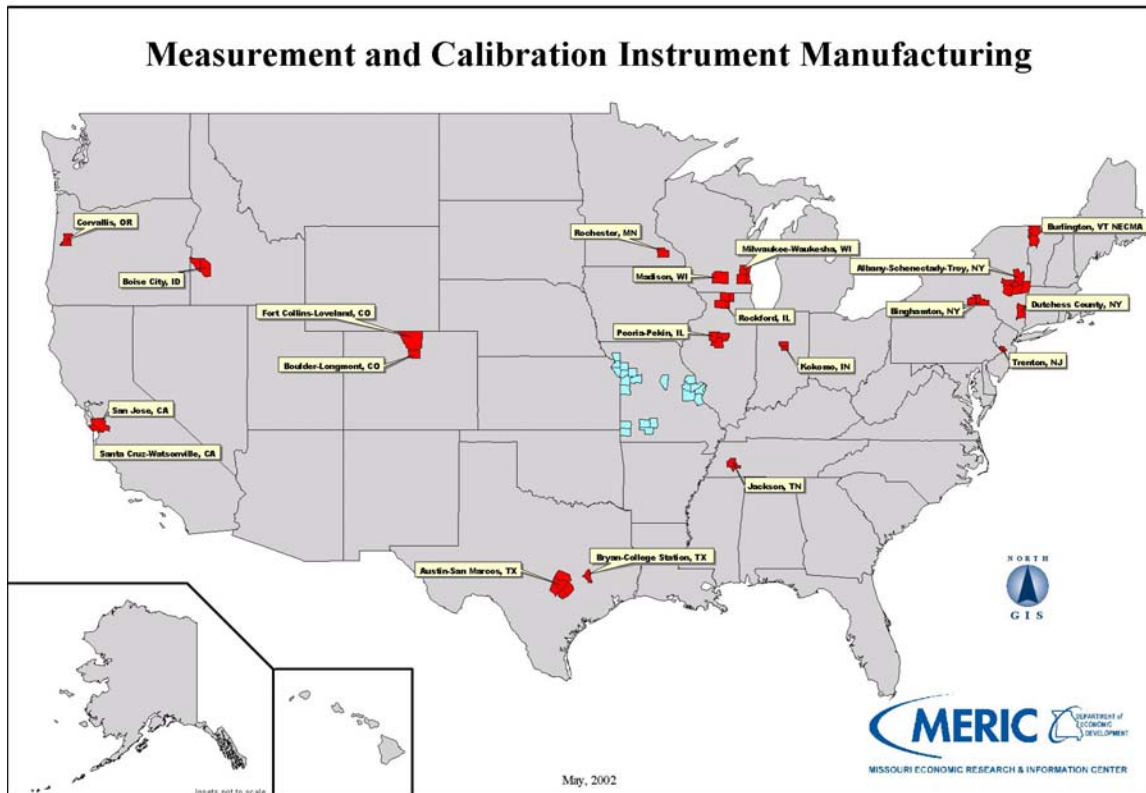 Measurement and Calibration Instrument Manufacturing
Corvallis, OR
Boise City, ID
Fort Collins-Loveland, CO
Boulder-Longmont, CO
San Jose, CA
Santa Cruz-Watsonville, CA
Rochester, MN
Milwaukee-Waukesha, WI
Madison, WI
Rockford, IL
Peoria-Pekin, IL
Kokomo, IN
Burlington, VT NECMA
Albany-Schenectady-Troy, NY
Binghamton, NY
Dutchess County, NY
Trenton, NJ
Jackson, TN
Bryan-College Station, TX
Austin-San Marcos, TX
NORTH
GIS
Insets not to scale
May, 2002
MERIC
DEPARTMENT of
ECONOMIC
DEVELOPMENT
MISSOURI ECONOMIC RESEARCH & INFORMATION CENTER